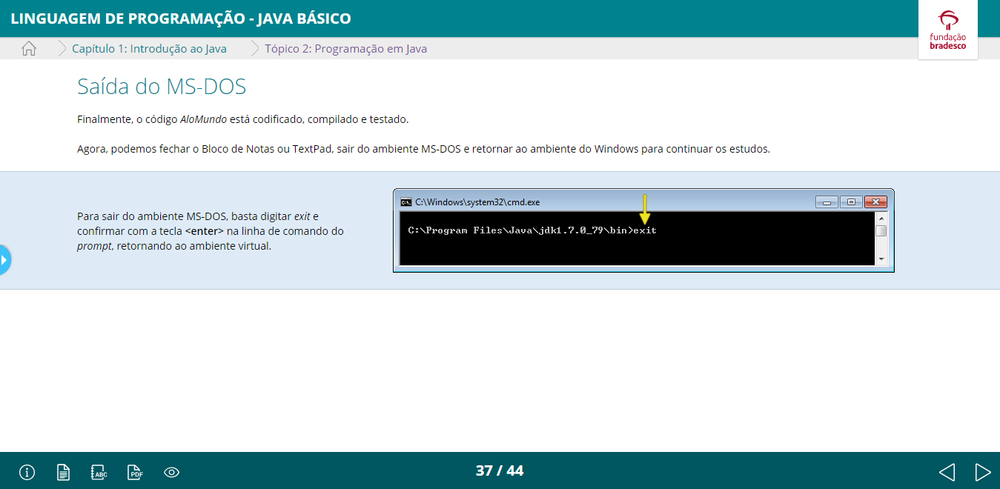 LINGUAGEM DE PROGRAMAÇÃO - JAVA BÁSICO
fundação
bradesco
Capítulo 1: Introdução ao Java
Tópico 2: Programação em Java
Saída do MS-DOS
Finalmente, o código AloMundo está codificado, compilado e testado.
Agora, podemos fechar o Bloco de Notas ou TextPad, sair do ambiente MS-DOS e retornar ao ambiente do Windows para continuar os estudos.
Para sair do ambiente MS-DOS, basta digitar exit e
confirmar com a tecla <enter> na linha de comando do
prompt, retornando ao ambiente virtual.
C:\Windows\system32\cmd.exe
C:\Program Files\Java\jdk1.7.0_79\bin>exit
ABC
PDF
37 / 44